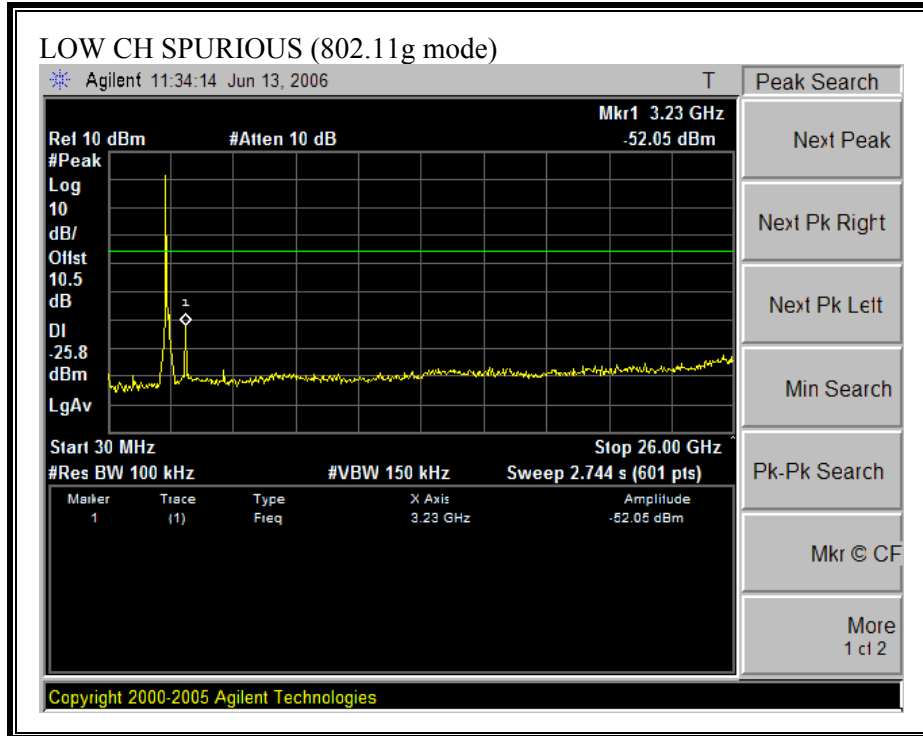 LOW CH SPURIOUS (802.11g mode)
Agilent 11:34:14 Jun 13, 2006 T
Peak Search
Mkr1 3.23 GHz
Ref 10 dBm #Atten 10 dB -52.05 dBm
#Peak
Log
10
dB/
Offst
10.5
dB
DI
-25.8
dBm
LgAv
1
Start 30 MHz Stop 26.00 GHz ^
#Res BW 100 kHz #VBW 150 kHz Sweep 2.744 s (601 pts)
Marker Trace Type X Axis Amplitude
1 (1) Freq 3.23 GHz -52.05 dBm
Next Peak
Next Pk Right
Next Pk Left
Min Search
Pk-Pk Search
Mkr © CF
More
1 of 2
Copyright 2000-2005 Agilent Technologies